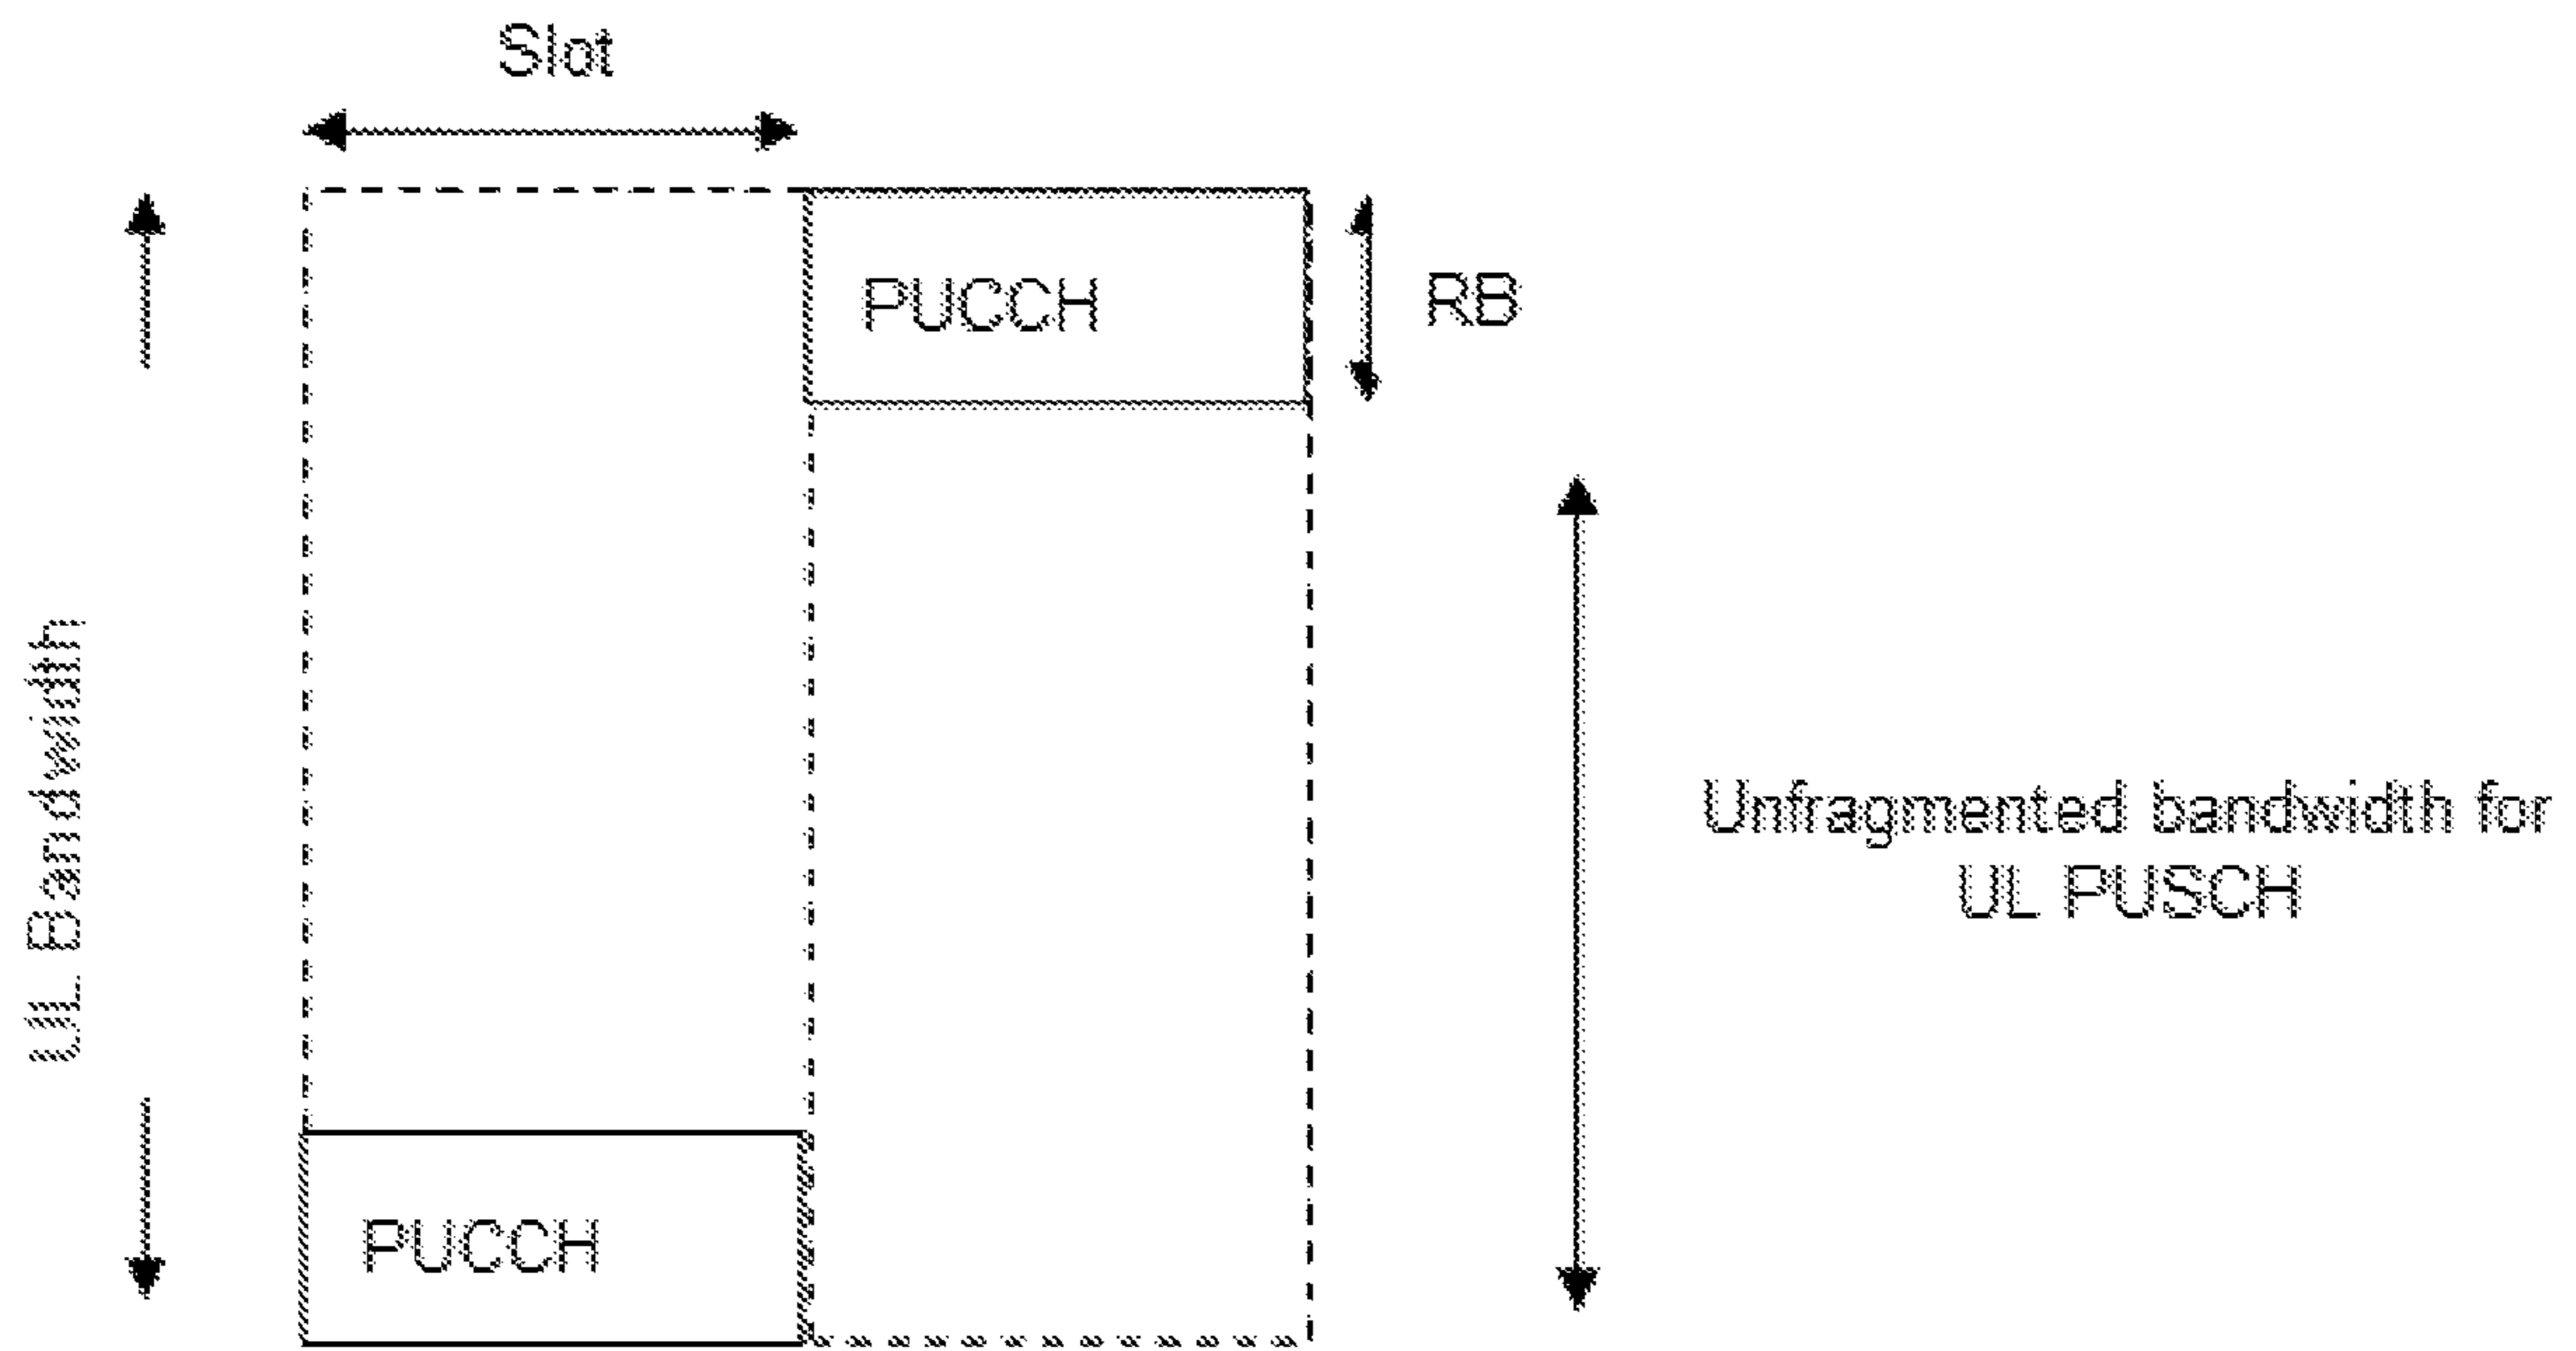 Slot
PUCCH
RB
UL Bandwidth
Unfragmented bandwidth for
UL PUSCH
PUCCH